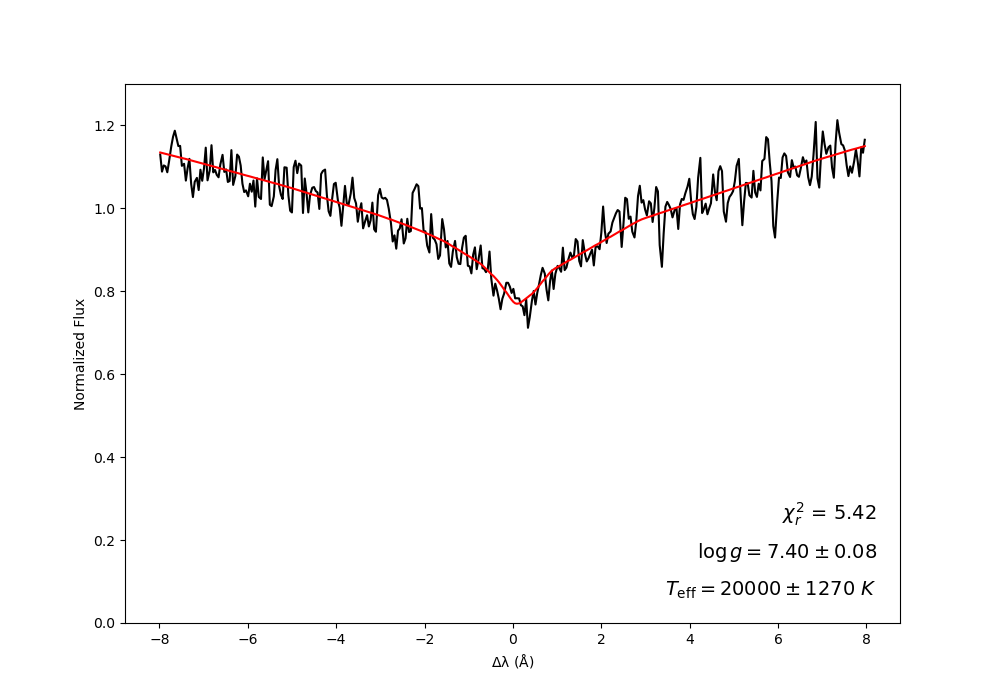 1.2
1.0
0.8
0.6
0.4
0.2
0.0
Normalized Flux
χ²ᵣ = 5.42
log g = 7.40 ± 0.08
T_eff = 20000 ± 1270 K
−8 −6 −4 −2 0 2 4 6 8
Δλ (Å)